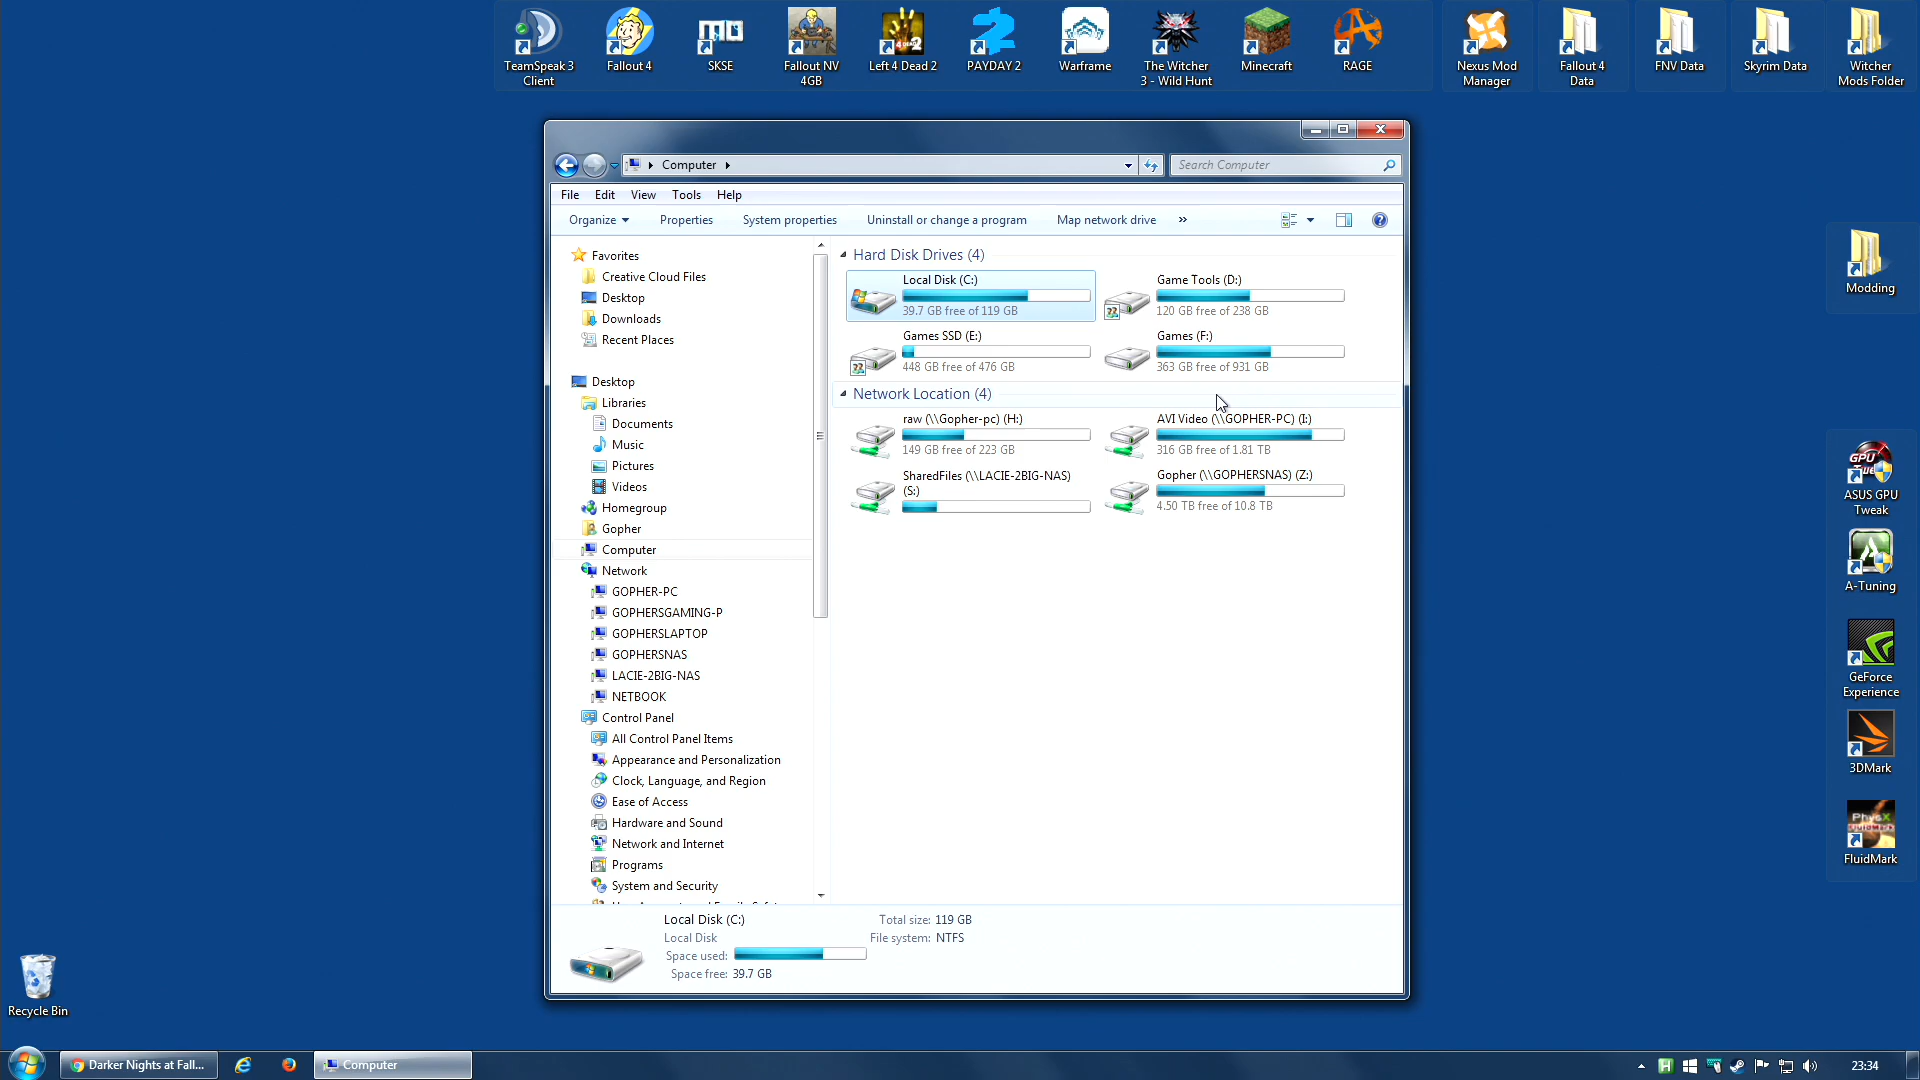 TeamSpeak 3
Client
Fallout 4
SKSE
Fallout NV
4GB
Left 4 Dead 2
PAYDAY 2
Warframe
The Witcher
3 - Wild Hunt
Minecraft
RAGE
Nexus Mod
Manager
Fallout 4
Data
FNV Data
Skyrim Data
Witcher
Mods Folder
Computer
Search Computer
File Edit View Tools Help
Organize Properties System properties Uninstall or change a program Map network drive »
Favorites
Creative Cloud Files
Desktop
Downloads
Recent Places
Desktop
Libraries
Documents
Music
Pictures
Videos
Homegroup
Gopher
Computer
Network
GOPHER-PC
GOPHERSGAMING-P
GOPHERSLAPTOP
GOPHERSNAS
LACIE-2BIG-NAS
NETBOOK
Control Panel
All Control Panel Items
Appearance and Personalization
Clock, Language, and Region
Ease of Access
Hardware and Sound
Network and Internet
Programs
System and Security
Hard Disk Drives (4)
Local Disk (C:)
39.7 GB free of 119 GB
Game Tools (D:)
120 GB free of 238 GB
Games SSD (E:)
448 GB free of 476 GB
Games (F:)
363 GB free of 931 GB
Network Location (4)
raw (\\Gopher-pc) (H:)
149 GB free of 223 GB
AVI Video (\\GOPHER-PC) (I:)
316 GB free of 1.81 TB
SharedFiles (\\LACIE-2BIG-NAS)
(S:)
Gopher (\\GOPHERSNAS) (Z:)
4.50 TB free of 10.8 TB
Local Disk (C:)
Local Disk
Space used:
Space free: 39.7 GB
Total size: 119 GB
File system: NTFS
Modding
GPU
Tweak
ASUS GPU
Tweak
A-Tuning
GeForce
Experience
3DMark
PhysX
FluidMark
FluidMark
Recycle Bin
Darker Nights at Fall...
Computer
23:34